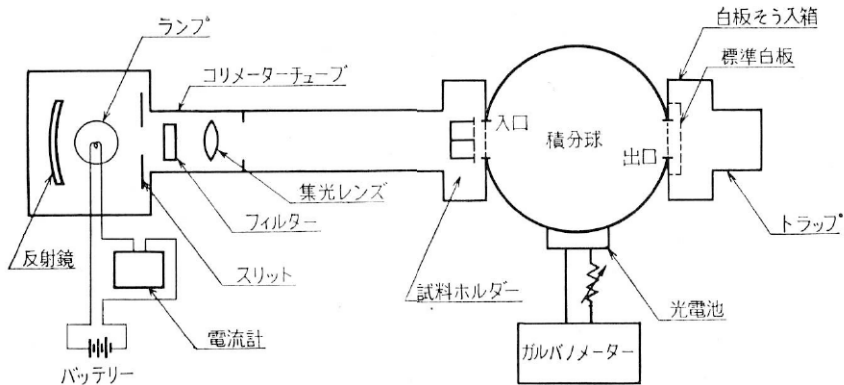 ランプ
白板そう入箱
標準白板
コリメーターチューブ
入口
積分球
出口
集光レンズ
フィルター
トラップ
反射鏡
スリット
試料ホルダー
光電池
電流計
ガルバノメーター
バッテリー